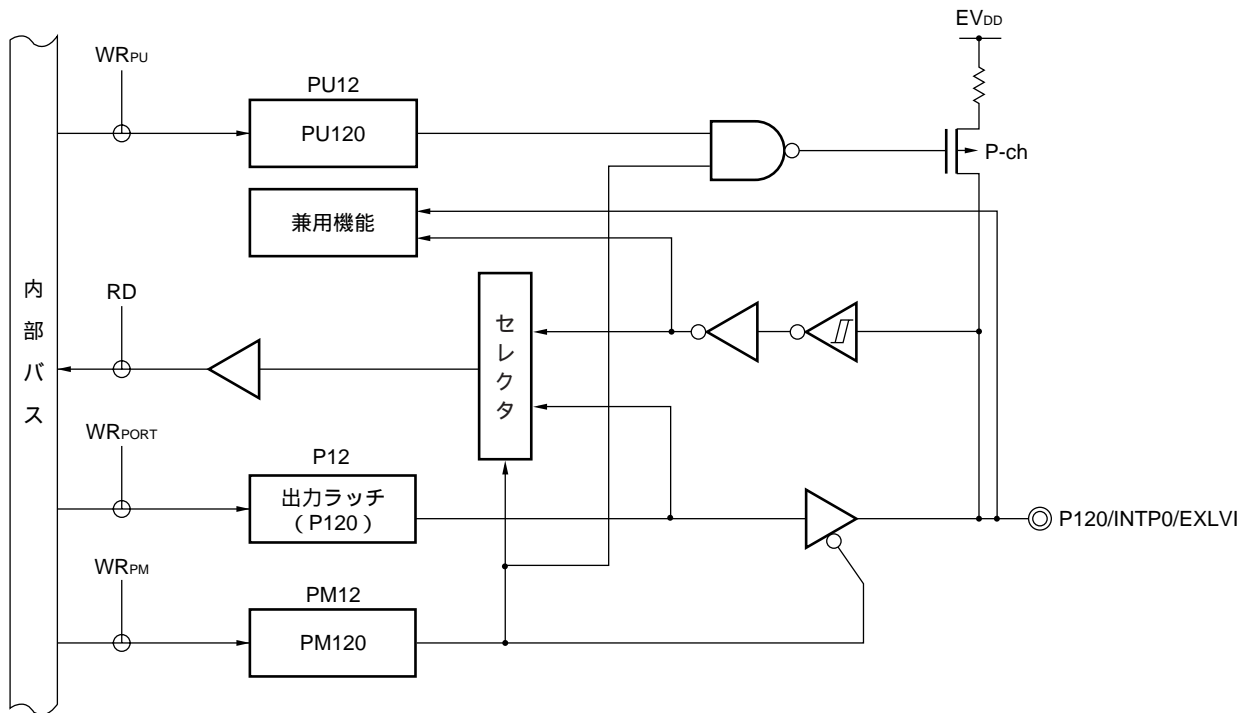 EVDD
WRPU
PU12
PU120
P-ch
兼用機能
内部バス
RD
セレクタ
WRPORT
P12
出力ラッチ
(P120)
P120/INTP0/EXLVI
WRPM
PM12
PM120